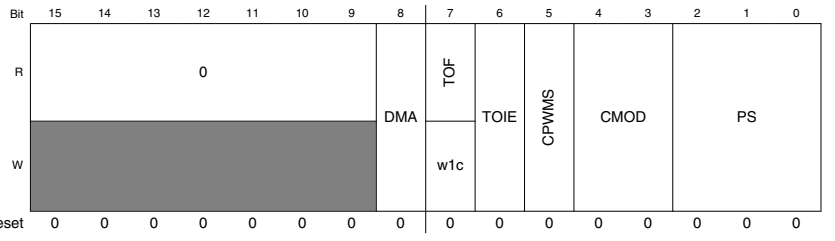 Bit 15 14 13 12 11 10 9 8 7 6 5 4 3 2 1 0
R 0 DMA TOF TOIE CPWMS CMOD PS
W w1c
eset 0 0 0 0 0 0 0 0 0 0 0 0 0 0 0 0